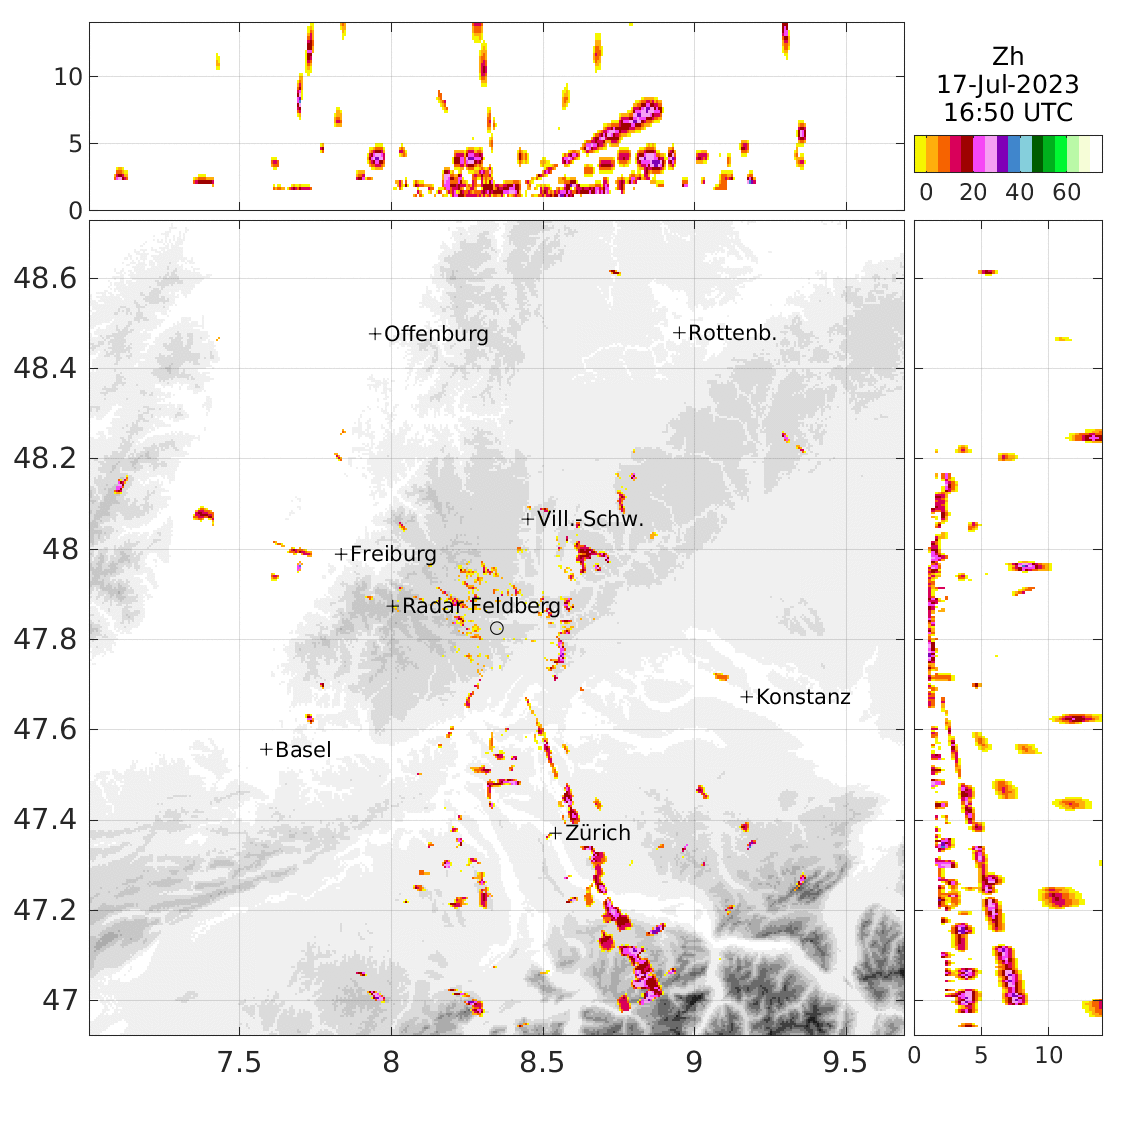 10
5
0
Zh
17-Jul-2023
16:50 UTC
0 20 40 60
48.6
48.4
48.2
48
47.8
47.6
47.4
47.2
47
Offenburg
Rottenb.
Vill.-Schw.
Freiburg
Radar Feldberg
Konstanz
Basel
Zürich
7.5 8 8.5 9 9.5
0 5 10